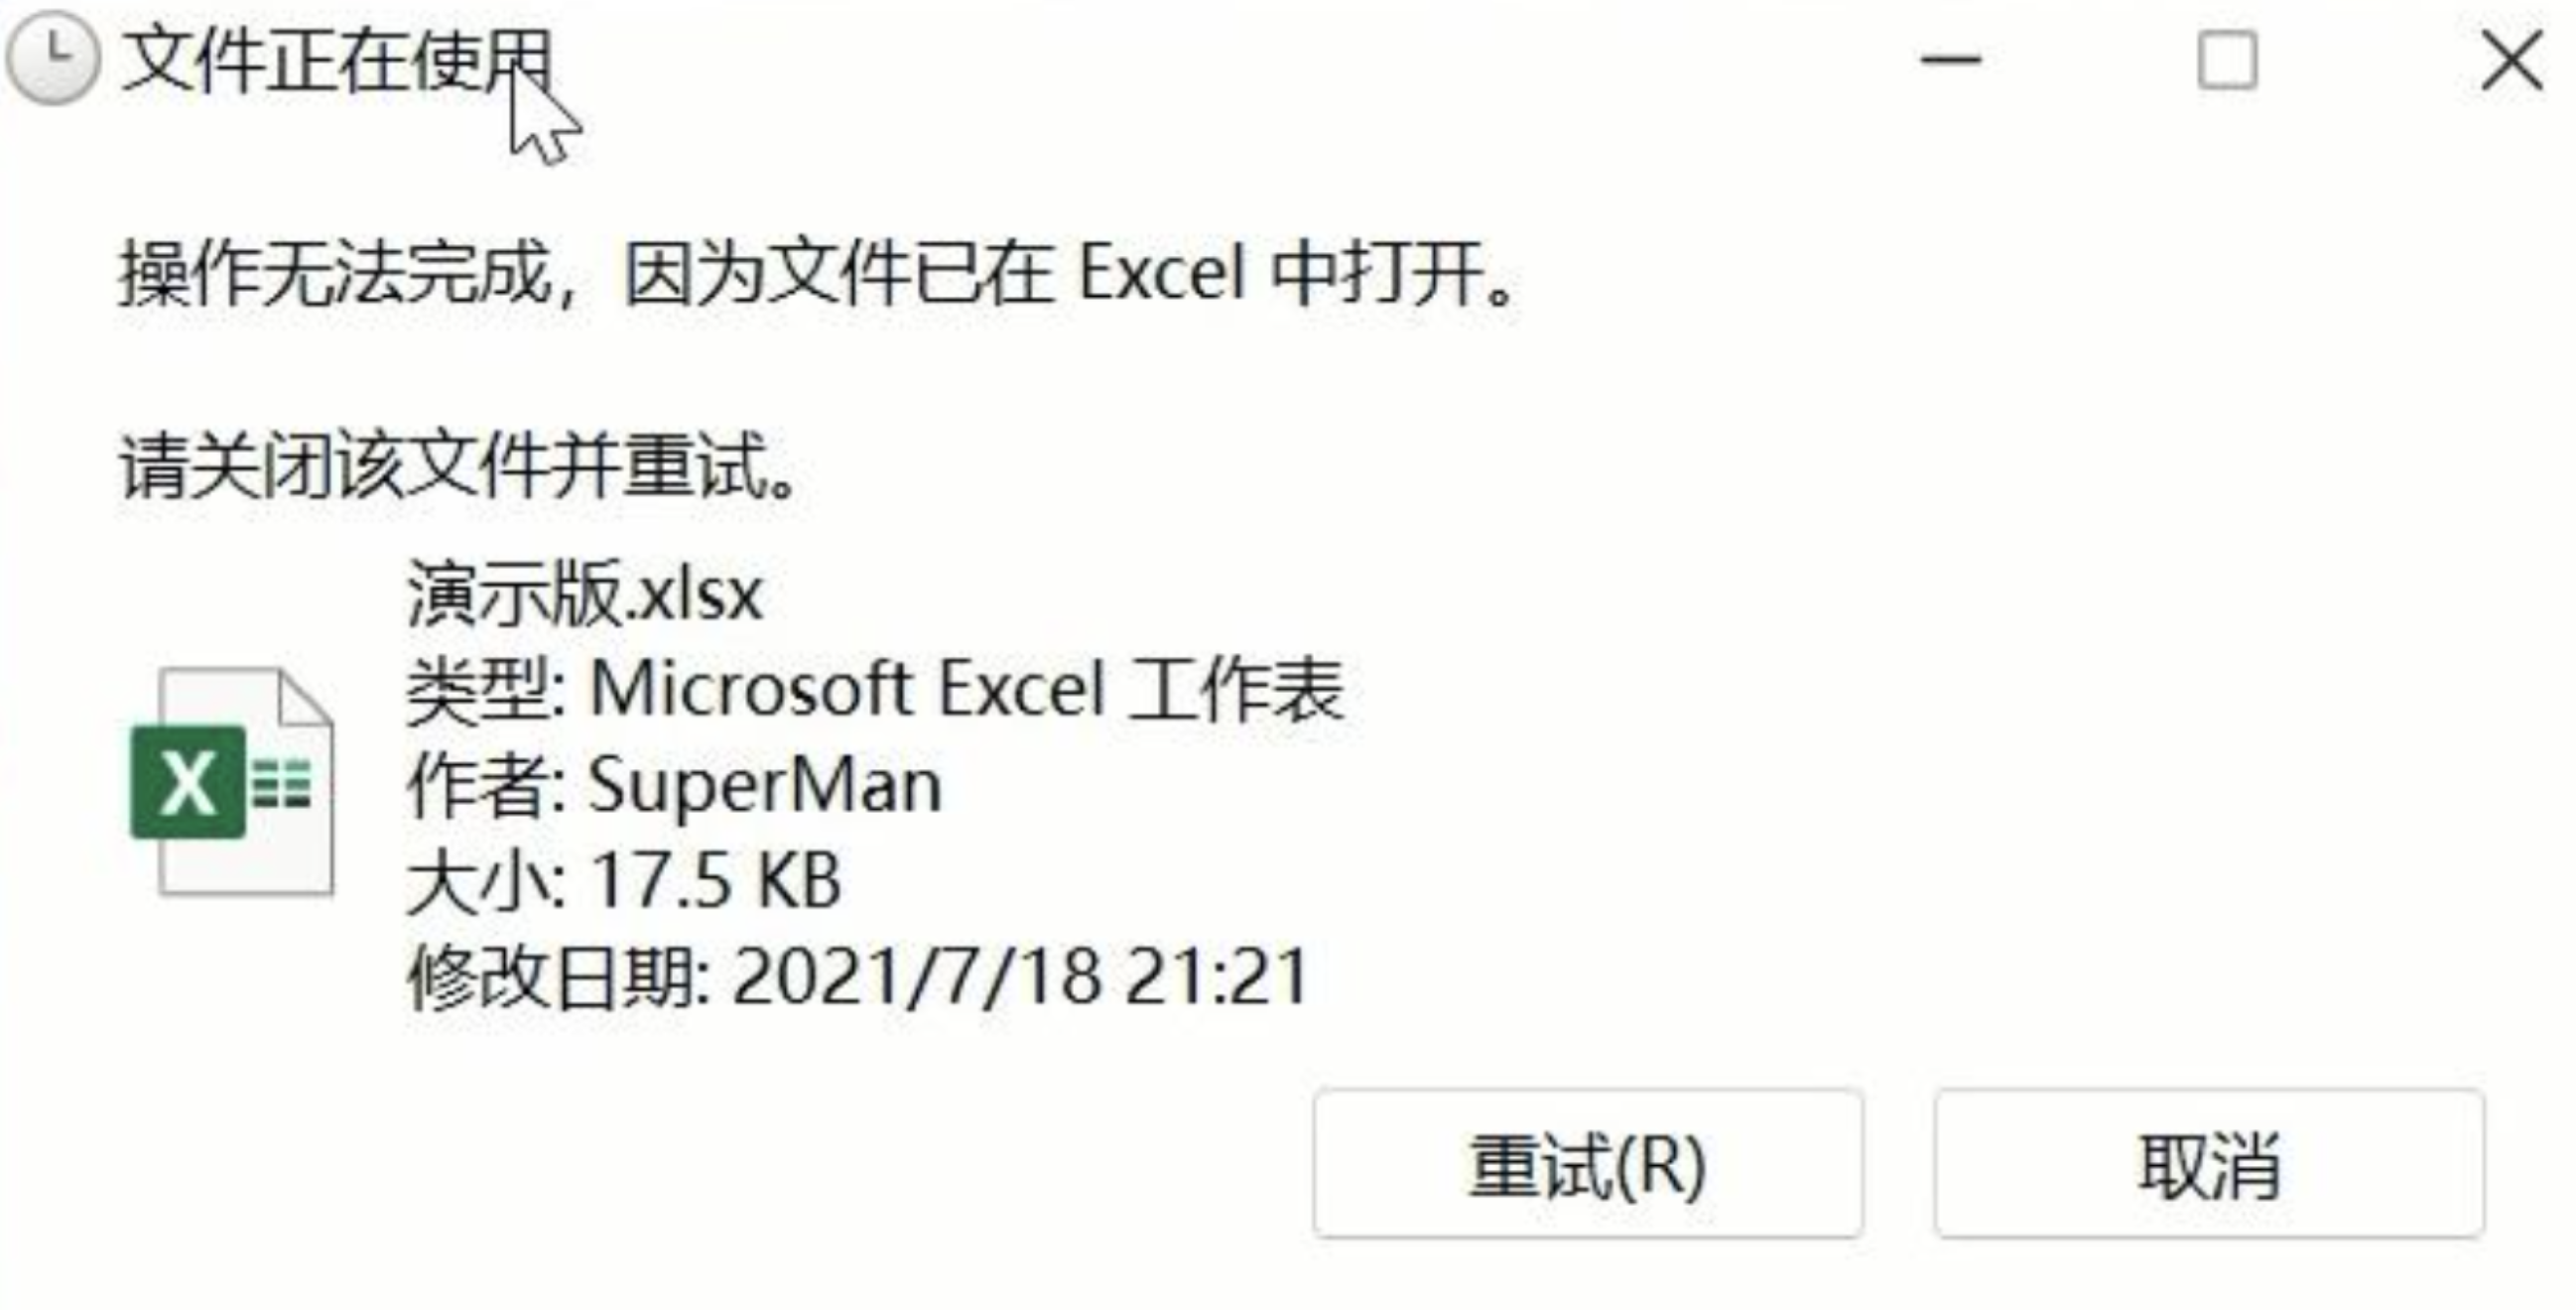 文件正在使用
操作无法完成，因为文件已在 Excel 中打开。
请关闭该文件并重试。
演示版.xlsx
类型: Microsoft Excel 工作表
作者: SuperMan
大小: 17.5 KB
修改日期: 2021/7/18 21:21
重试(R)
取消